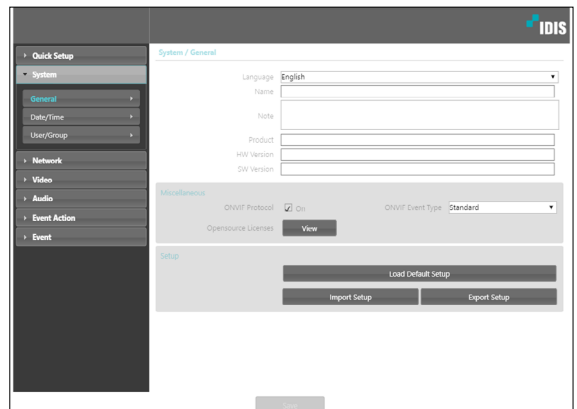 IDIS
Quick Setup
System
General
Date/Time
User/Group
Network
Video
Audio
Event Action
Event
System / General
Language English
Name
Note
Product
HW Version
SW Version
Miscellaneous
ONVIF Protocol On ONVIF Event Type Standard
Opensource Licenses View
Setup
Load Default Setup
Import Setup Export Setup
Save